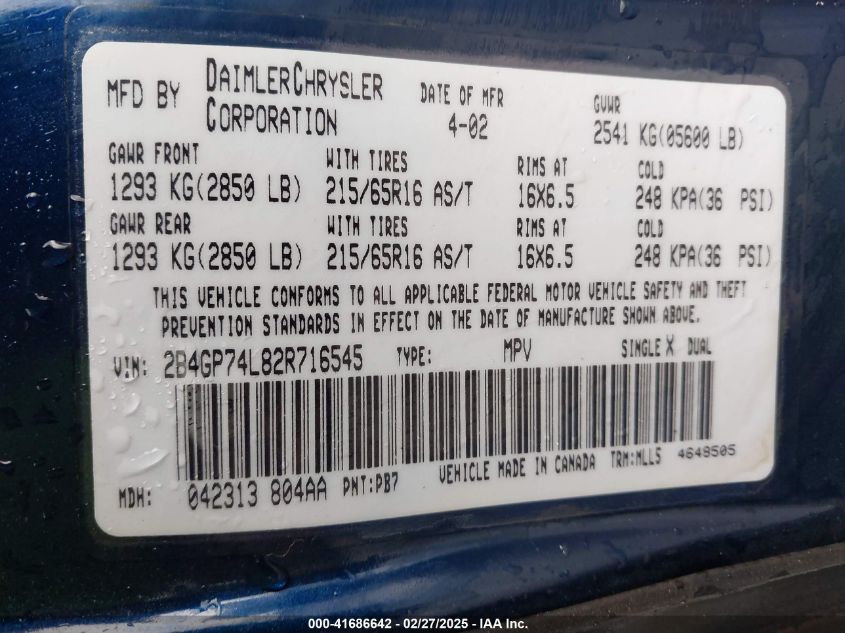 MFD BY DAIMLERCHRYSLER CORPORATION DATE OF MFR 4-02 GVWR 2541 KG(05600 LB)
GAWR FRONT WITH TIRES RIMS AT COLD
1293 KG(2850 LB) 215/65R16 AS/T 16X6.5 248 KPA(36 PSI)
GAWR REAR WITH TIRES RIMS AT COLD
1293 KG(2850 LB) 215/65R16 AS/T 16X6.5 248 KPA(36 PSI)
THIS VEHICLE CONFORMS TO ALL APPLICABLE FEDERAL MOTOR VEHICLE SAFETY AND THEFT
PREVENTION STANDARDS IN EFFECT ON THE DATE OF MANUFACTURE SHOWN ABOVE.
VIN: 2B4GP74L82R716545 TYPE: MPV SINGLE X DUAL
MDH: 042313 804AA PNT:PB7 VEHICLE MADE IN CANADA TRM:MLL5 4648505
000-41686642 / 02/27/2025 - IAA Inc.